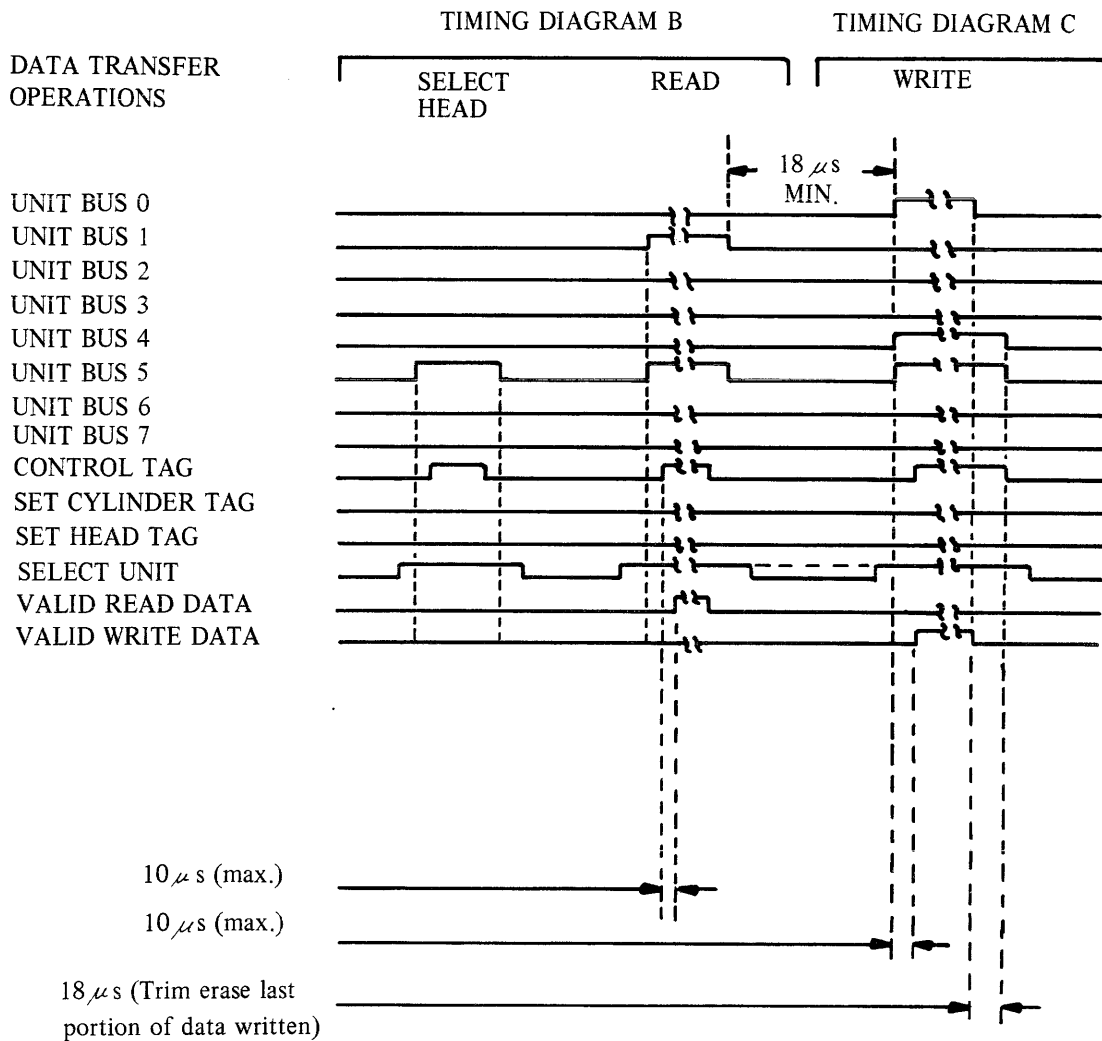 TIMING DIAGRAM B
TIMING DIAGRAM C
DATA TRANSFER
OPERATIONS
SELECT
HEAD
READ
WRITE
18 μs
MIN.
UNIT BUS 0
UNIT BUS 1
UNIT BUS 2
UNIT BUS 3
UNIT BUS 4
UNIT BUS 5
UNIT BUS 6
UNIT BUS 7
CONTROL TAG
SET CYLINDER TAG
SET HEAD TAG
SELECT UNIT
VALID READ DATA
VALID WRITE DATA
10 μs (max.)
10 μs (max.)
18 μs (Trim erase last
portion of data written)